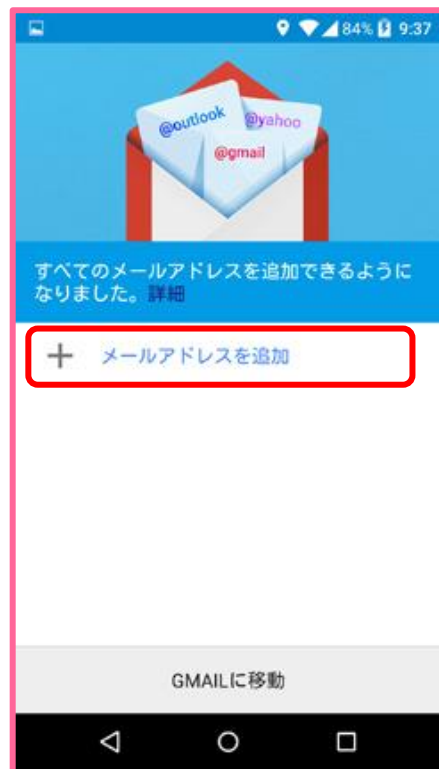 84% 9:37
@outlook @yahoo
@gmail
すべてのメールアドレスを追加できるように
なりました。詳細
メールアドレスを追加
GMAILに移動